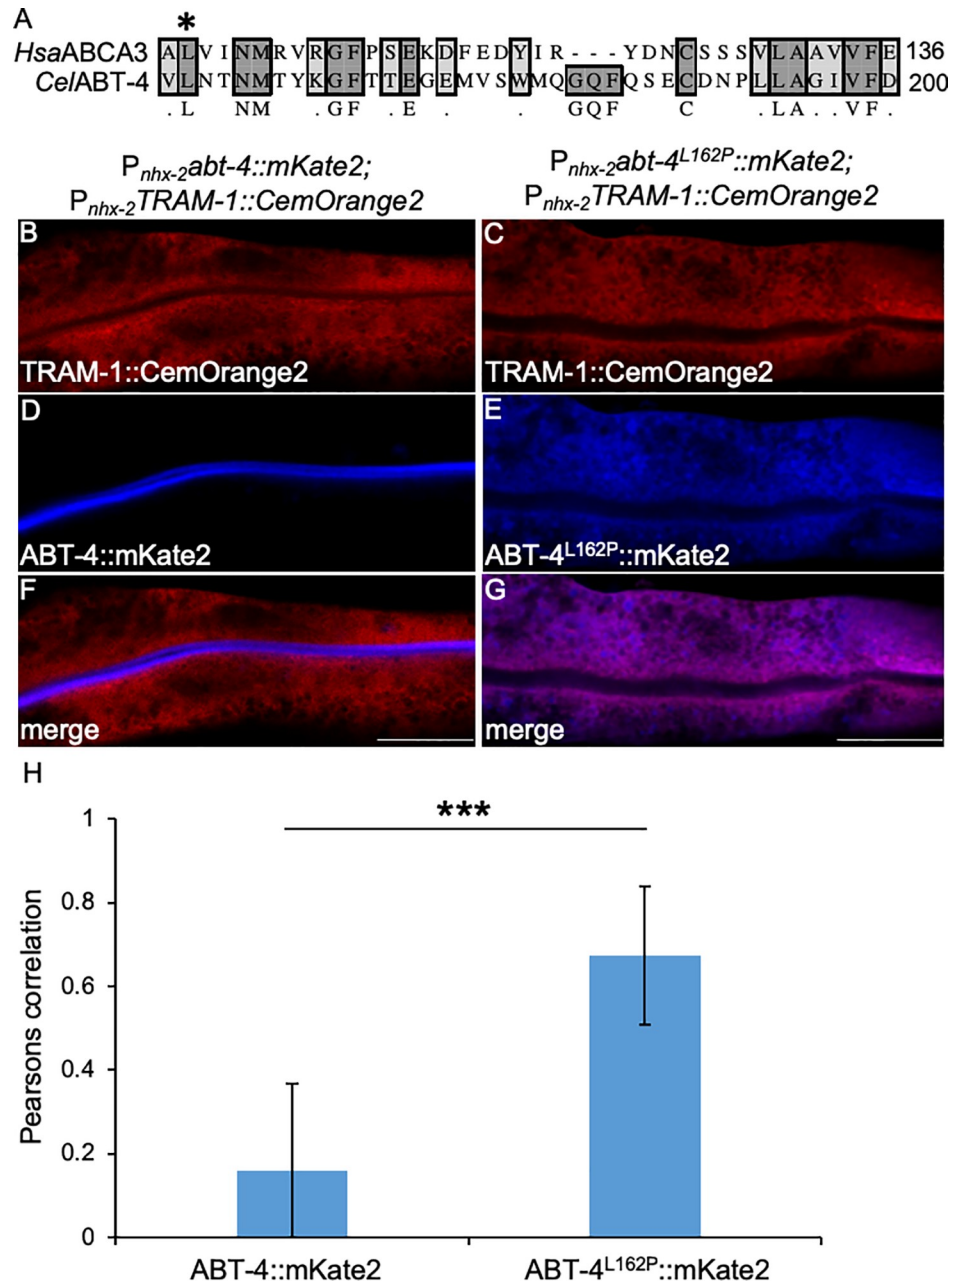 A
*
HsaABCA3 A L V I N M R V R G F P S E K D F E D Y I R - - - Y D N C S S S V L A A V V F E 136
CelABT-4 V L N T N M T Y K G F T T E G E M V S W M Q G Q F Q S E C D N P L L A G I V F D 200
. L N M . G F . E . . G Q F C . L A . . V F .
Pnhx-2abt-4::mKate2;
Pnhx-2TRAM-1::CemOrange2
Pnhx-2abt-4L162P::mKate2;
Pnhx-2TRAM-1::CemOrange2
B
TRAM-1::CemOrange2
C
TRAM-1::CemOrange2
D
ABT-4::mKate2
E
ABT-4L162P::mKate2
F
merge
G
merge
H
***
1
0.8
0.6
0.4
0.2
0
Pearsons correlation
ABT-4::mKate2
ABT-4L162P::mKate2